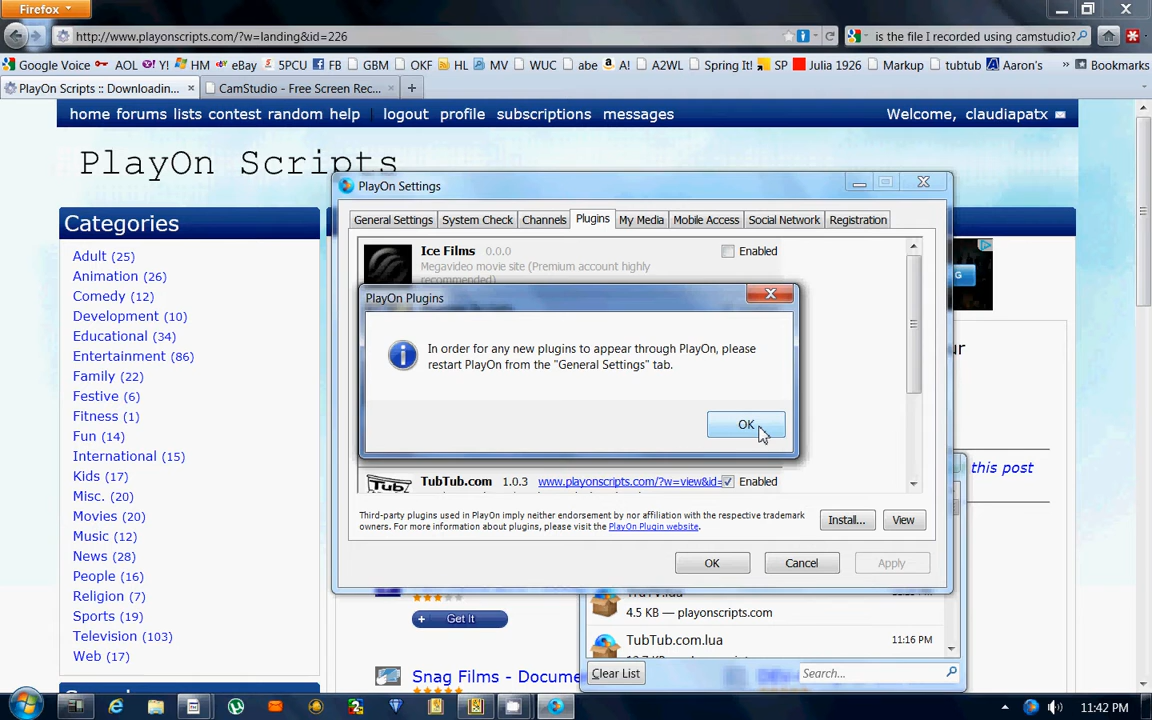 Firefox
http://www.playonscripts.com/?w=landing&id=226
is the file I recorded using camstudio?
Google Voice AOL Y! HM eBay 5PCU FB GBM OKF HL MV WUC abe A! A2WL Spring It! SP Julia 1926 Markup tubtub Aaron's » Bookmarks
PlayOn Scripts :: Downloadin...
CamStudio - Free Screen Rec...
home forums lists contest random help logout profile subscriptions messages
Welcome, claudiapatx
PlayOn Scripts
Categories
Adult (25)
Animation (26)
Comedy (12)
Development (10)
Educational (34)
Entertainment (86)
Family (22)
Festive (6)
Fitness (1)
Fun (14)
International (15)
Kids (17)
Misc. (20)
Movies (20)
Music (12)
News (28)
People (16)
Religion (7)
Sports (19)
Television (103)
Web (17)
PlayOn Settings
General Settings System Check Channels Plugins My Media Mobile Access Social Network Registration
Ice Films 0.0.0
Enabled
Megavideo movie site (Premium account highly
recommended)
PlayOn Plugins
In order for any new plugins to appear through PlayOn, please
restart PlayOn from the "General Settings" tab.
OK
TubTub.com 1.0.3 www.playonscripts.com/?w=view&id=
Enabled
Third-party plugins used in PlayOn imply neither endorsement by nor affiliation with the respective trademark
owners. For more information about plugins, please visit the PlayOn Plugin website.
Install...
View
OK
Cancel
Apply
this post
Get It
Snag Films - Docume
4.5 KB — playonscripts.com
TubTub.com.lua
11:16 PM
Clear List
Search...
11:42 PM